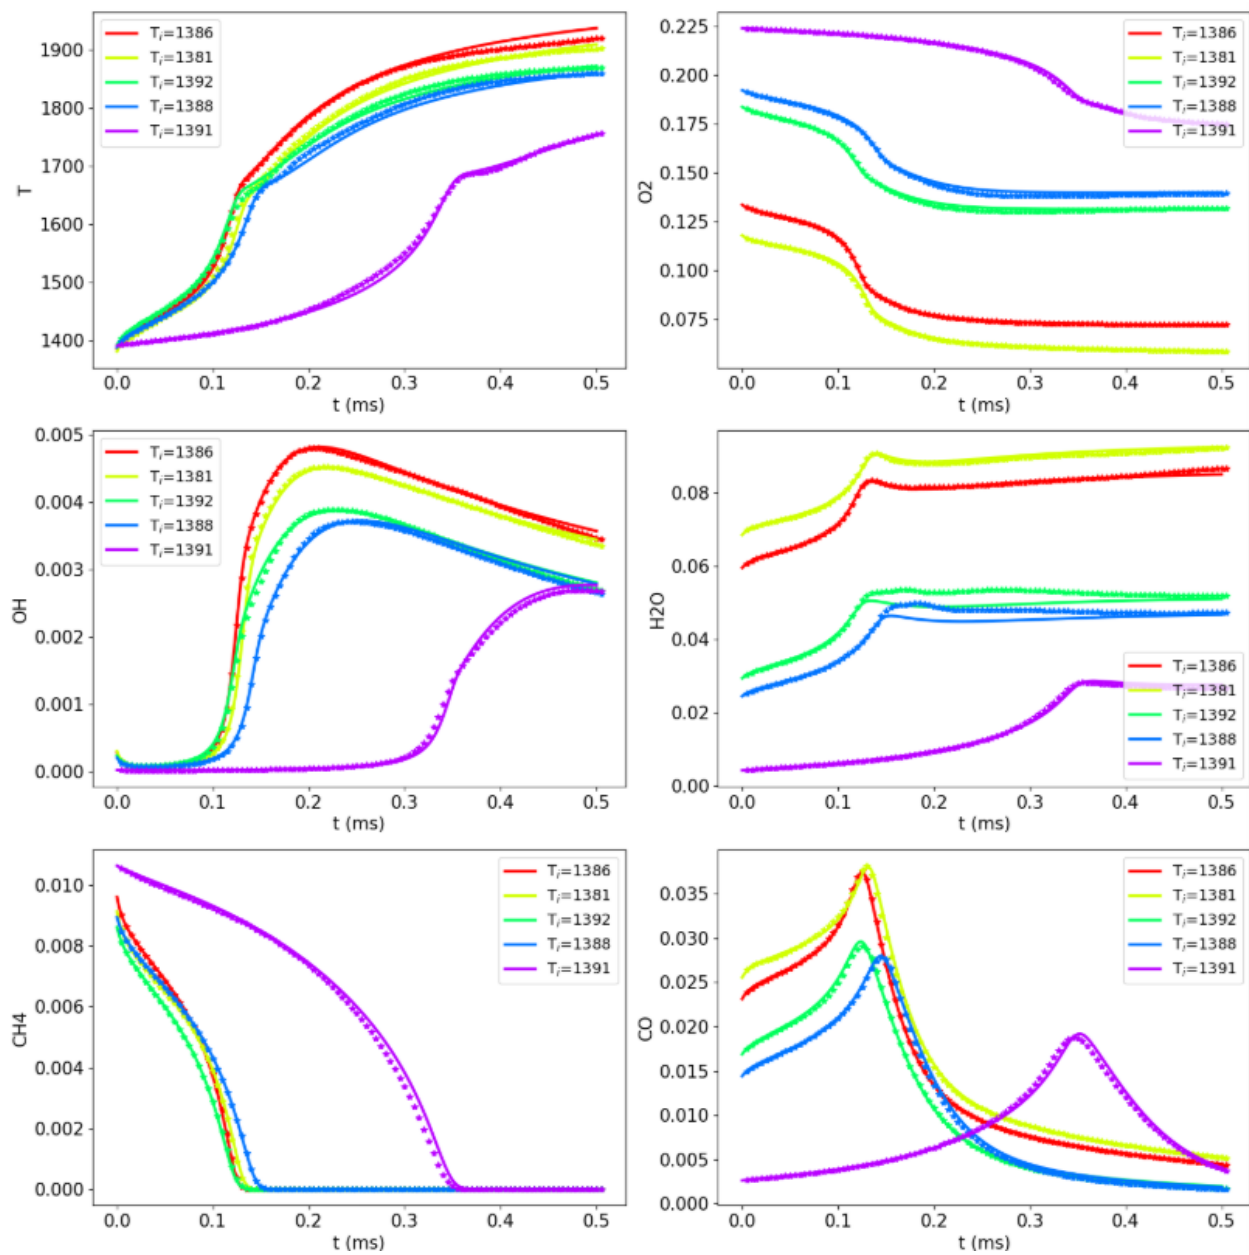 T_i=1386
T_i=1381
T_i=1392
T_i=1388
T_i=1391
1900
1800
1700
1600
1500
1400
T
0.0 0.1 0.2 0.3 0.4 0.5
t (ms)
T_i=1386
T_i=1381
T_i=1392
T_i=1388
T_i=1391
0.225
0.200
0.175
0.150
0.125
0.100
0.075
O2
0.0 0.1 0.2 0.3 0.4 0.5
t (ms)
T_i=1386
T_i=1381
T_i=1392
T_i=1388
T_i=1391
0.005
0.004
0.003
0.002
0.001
0.000
OH
0.0 0.1 0.2 0.3 0.4 0.5
t (ms)
0.08
0.06
0.04
0.02
0.00
H2O
T_i=1386
T_i=1381
T_i=1392
T_i=1388
T_i=1391
0.0 0.1 0.2 0.3 0.4 0.5
t (ms)
T_i=1386
T_i=1381
T_i=1392
T_i=1388
T_i=1391
0.010
0.008
0.006
0.004
0.002
0.000
CH4
0.0 0.1 0.2 0.3 0.4 0.5
t (ms)
T_i=1386
T_i=1381
T_i=1392
T_i=1388
T_i=1391
0.035
0.030
0.025
0.020
0.015
0.010
0.005
0.000
CO
0.0 0.1 0.2 0.3 0.4 0.5
t (ms)